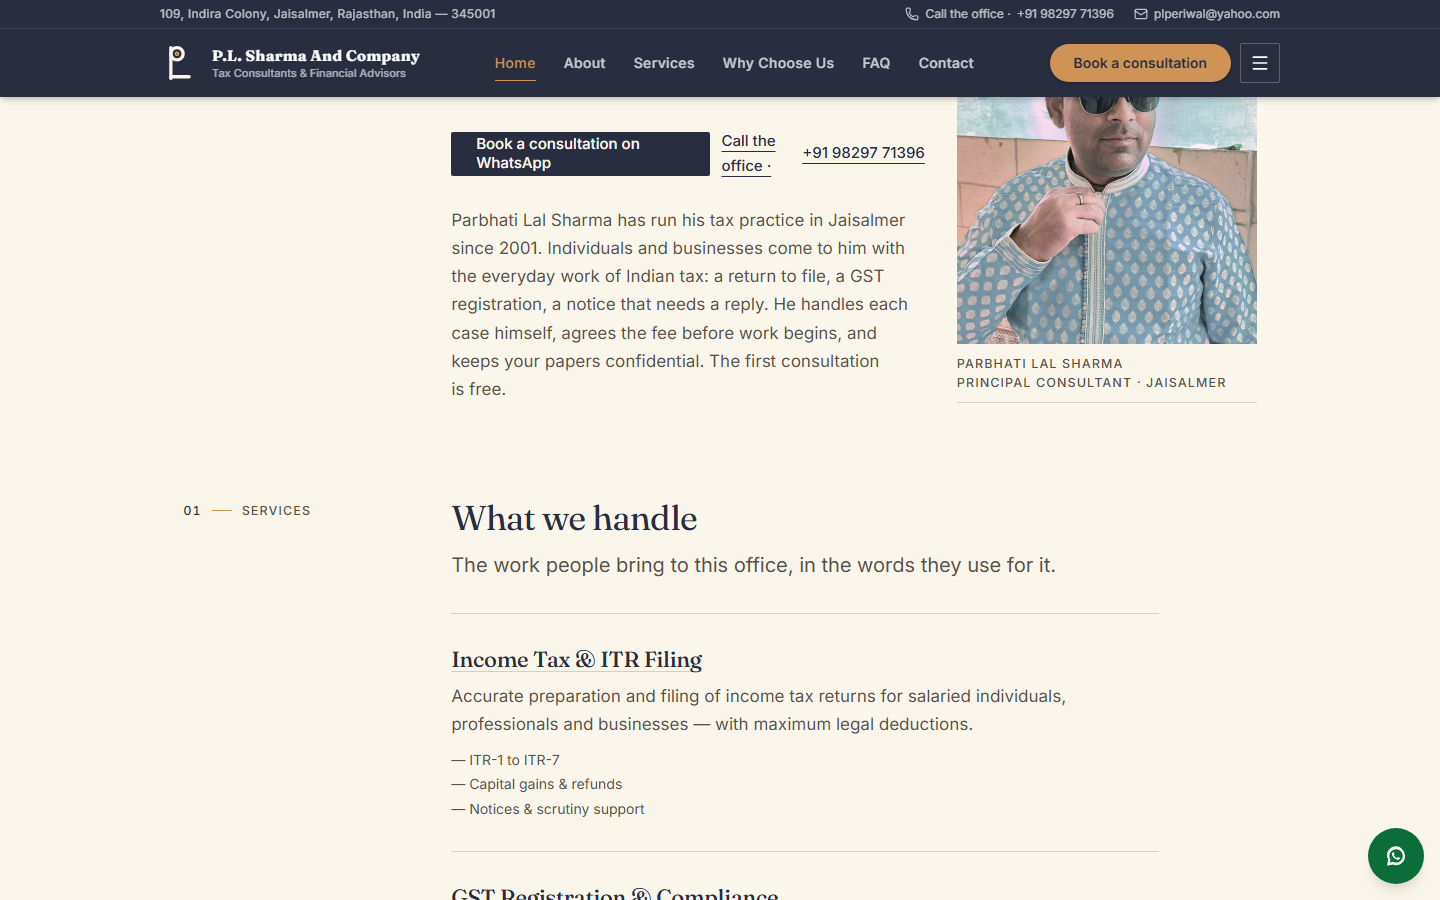 109, Indira Colony, Jaisalmer, Rajasthan, India — 345001
Call the office · +91 98297 71396
plperiwal@yahoo.com
P.L. Sharma And Company
Tax Consultants & Financial Advisors
Home
About
Services
Why Choose Us
FAQ
Contact
Book a consultation
Book a consultation on
WhatsApp
Call the
office ·
+91 98297 71396
Parbhati Lal Sharma has run his tax practice in Jaisalmer
since 2001. Individuals and businesses come to him with
the everyday work of Indian tax: a return to file, a GST
registration, a notice that needs a reply. He handles each
case himself, agrees the fee before work begins, and
keeps your papers confidential. The first consultation
is free.
PARBHATI LAL SHARMA
PRINCIPAL CONSULTANT · JAISALMER
01 — SERVICES
What we handle
The work people bring to this office, in the words they use for it.
Income Tax & ITR Filing
Accurate preparation and filing of income tax returns for salaried individuals,
professionals and businesses — with maximum legal deductions.
— ITR-1 to ITR-7
— Capital gains & refunds
— Notices & scrutiny support
GST Registration & Compliance